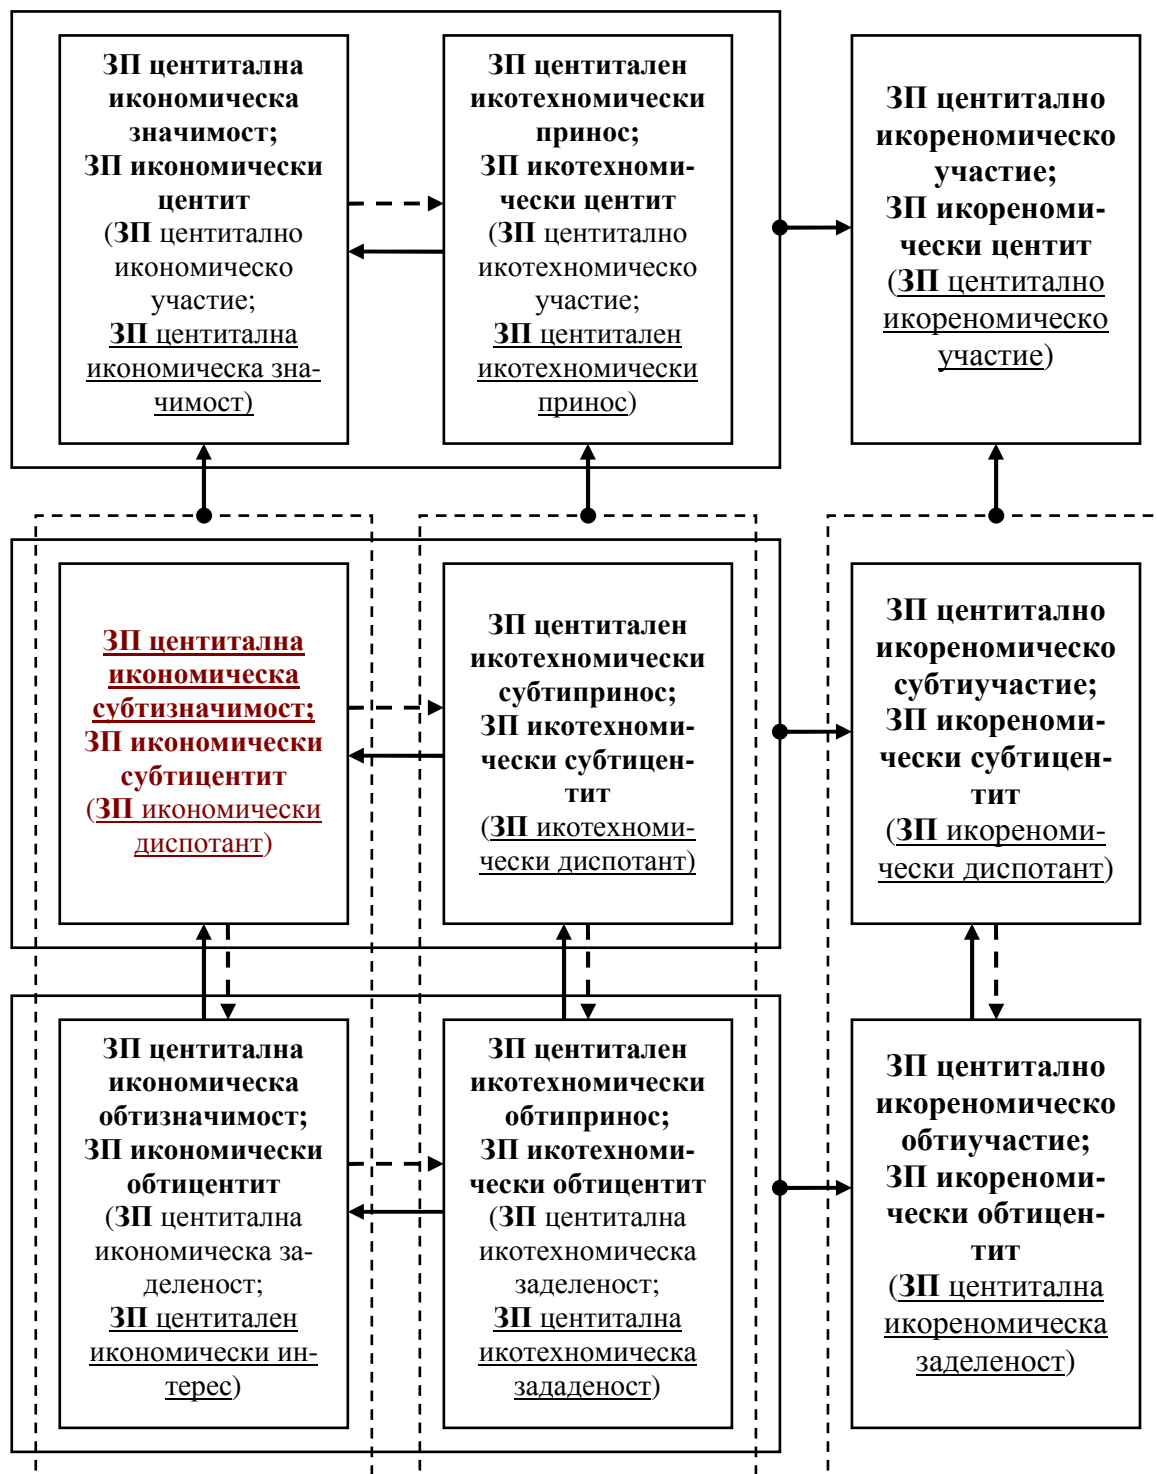 ЗП центитална
икономическа
значимост;
ЗП икономически
центит
(ЗП центитално
икономическо
участие;
ЗП центитална
икономическа зна-
чимост)
ЗП центитален
икотехномически
принос;
ЗП икотехноми-
чески центит
(ЗП центитално
икотехномическо
участие;
ЗП центитален
икотехномически
принос)
ЗП центитално
икореномическо
участие;
ЗП икореноми-
чески центит
(ЗП центитално
икореномическо
участие)
ЗП центитална
икономическа
субтизначимост;
ЗП икономически
субтицентит
(ЗП икономически
диспотант)
ЗП центитален
икотехномически
субтипринос;
ЗП икотехноми-
чески субтицен-
тит
(ЗП икотехноми-
чески диспотант)
ЗП центитално
икореномическо
субтиучастие;
ЗП икореноми-
чески субтицен-
тит
(ЗП икореноми-
чески диспотант)
ЗП центитална
икономическа
обтизначимост;
ЗП икономически
обтицентит
(ЗП центитална
икономическа за-
деленост;
ЗП центитален
икономически ин-
терес)
ЗП центитален
икотехномически
обтипринос;
ЗП икотехноми-
чески обтицентит
(ЗП центитална
икотехномическа
заделеност;
ЗП центитална
икотехномическа
зададеност)
ЗП центитално
икореномическо
обтиучастие;
ЗП икореноми-
чески обтицен-
тит
(ЗП центитална
икореномическа
заделеност)